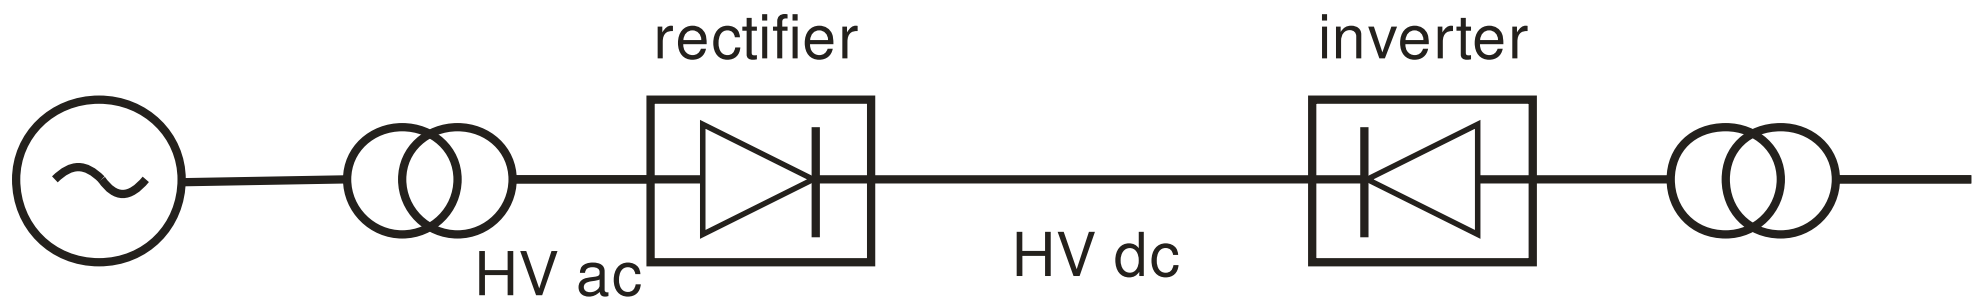 rectifier
inverter
HV ac
HV dc